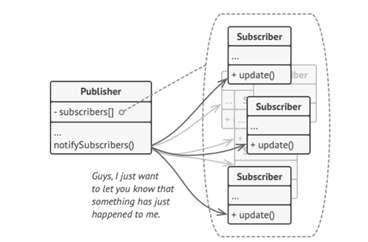 Publisher
- subscribers[]
...
notifySubscribers()
Guys, I just want
to let you know that
something has just
happened to me.
Subscriber
...
+ update()
Subscriber
...
+ update()
Subscriber
...
+ update()